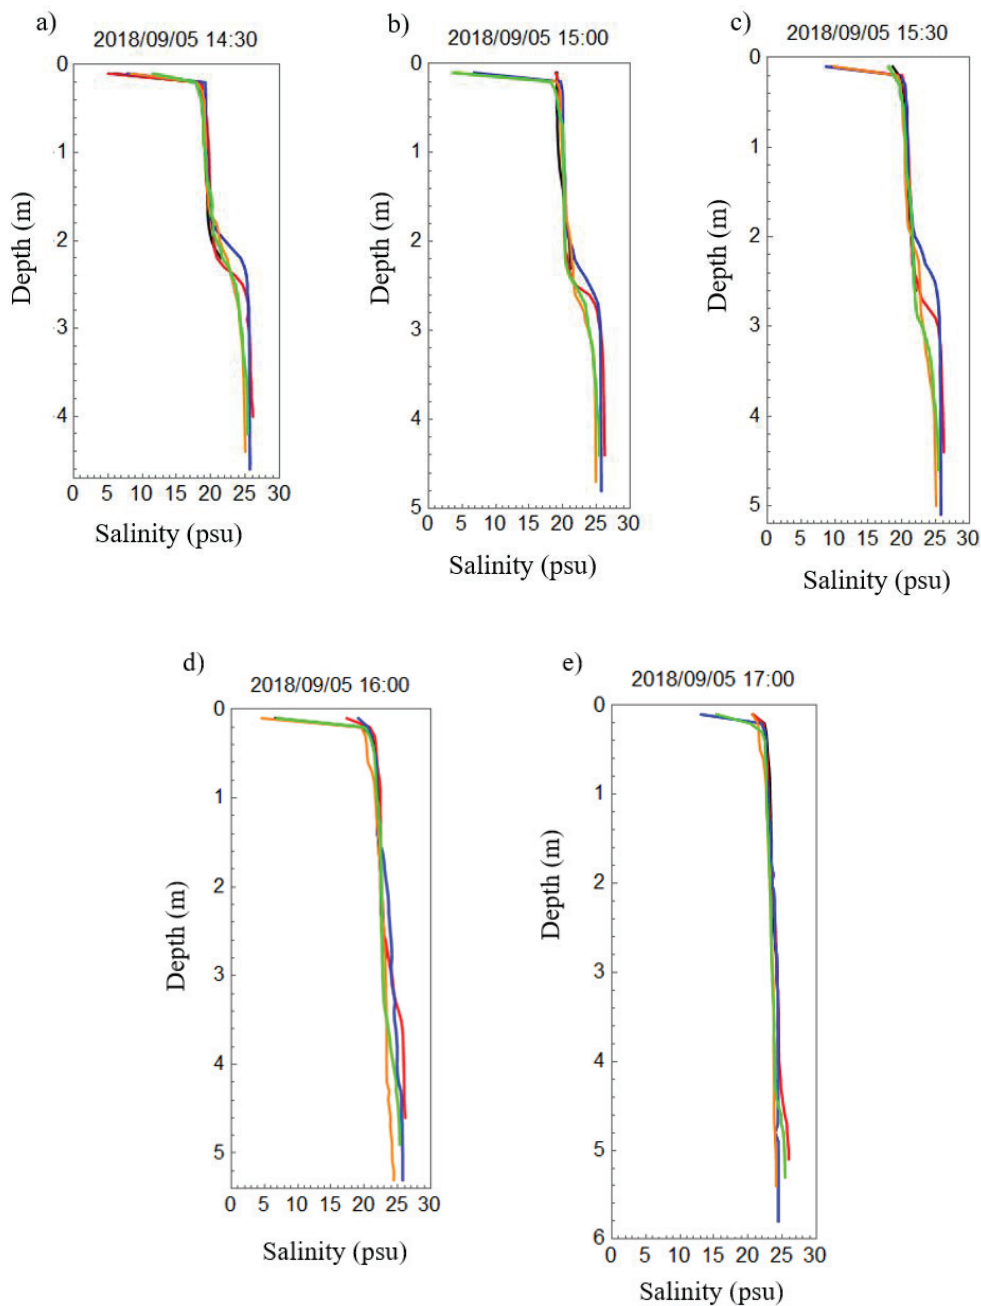 a)
2018/09/05 14:30
0
1
2
3
4
Depth (m)
0 5 10 15 20 25 30
Salinity (psu)
b)
2018/09/05 15:00
0
1
2
3
4
5
Depth (m)
0 5 10 15 20 25 30
Salinity (psu)
c)
2018/09/05 15:30
0
1
2
3
4
5
Depth (m)
0 5 10 15 20 25 30
Salinity (psu)
d)
2018/09/05 16:00
0
1
2
3
4
5
Depth (m)
0 5 10 15 20 25 30
Salinity (psu)
e)
2018/09/05 17:00
0
1
2
3
4
5
6
Depth (m)
0 5 10 15 20 25 30
Salinity (psu)